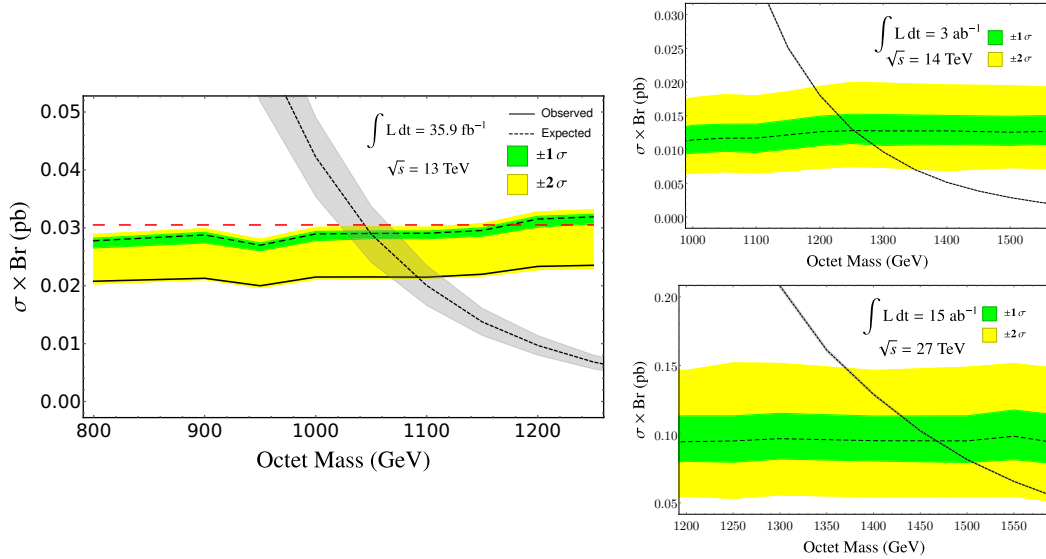 0.05
0.04
0.03
0.02
0.01
0.00
σ × Br (pb)
∫ L dt = 35.9 fb⁻¹
√s = 13 TeV
Observed
Expected
±1 σ
±2 σ
800 900 1000 1100 1200
Octet Mass (GeV)
0.030
0.025
0.020
0.015
0.010
0.005
0.000
σ × Br (pb)
∫ L dt = 3 ab⁻¹
√s = 14 TeV
±1 σ
±2 σ
1000 1100 1200 1300 1400 1500
Octet Mass (GeV)
0.20
0.15
0.10
0.05
σ × Br (pb)
∫ L dt = 15 ab⁻¹
√s = 27 TeV
±1 σ
±2 σ
1200 1250 1300 1350 1400 1450 1500 1550
Octet Mass (GeV)